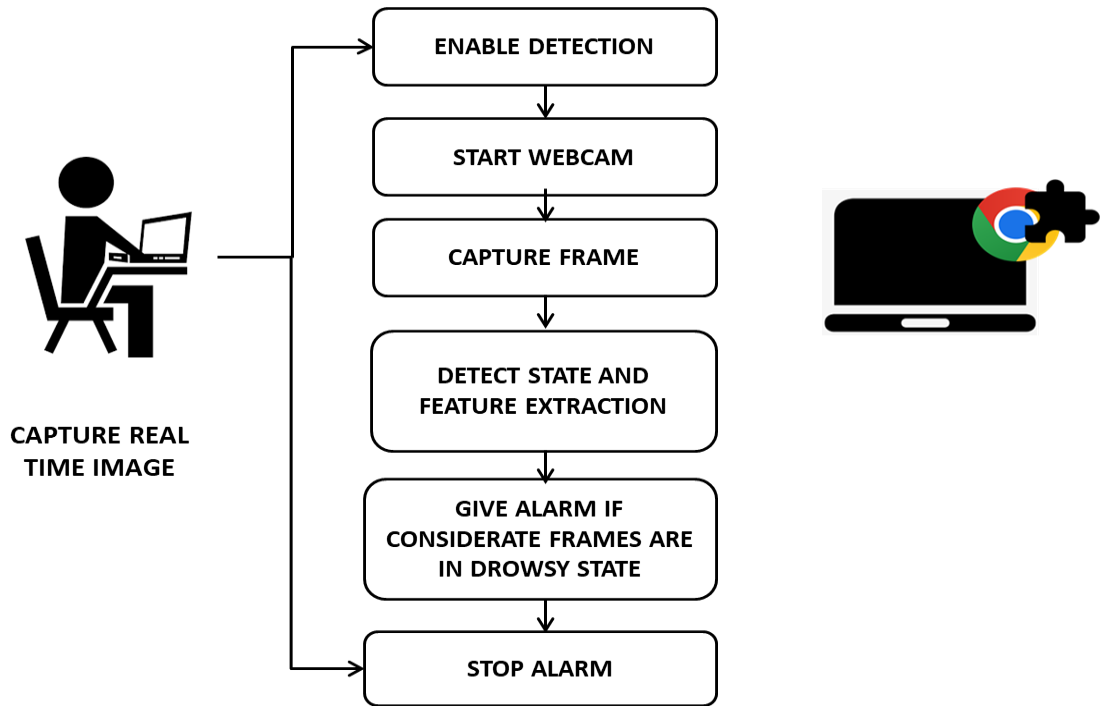 ENABLE DETECTION
START WEBCAM
CAPTURE FRAME
DETECT STATE AND
FEATURE EXTRACTION
GIVE ALARM IF
CONSIDERATE FRAMES ARE
IN DROWSY STATE
STOP ALARM
CAPTURE REAL
TIME IMAGE